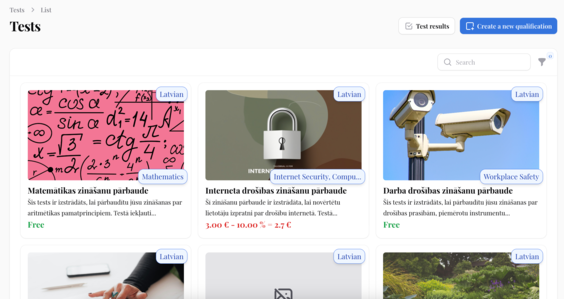 Tests > List
Tests
Test results
Create a new qualification
Search
Latvian
Mathematics
Matemātikas zināšanu pārbaude
Šis tests ir izstrādāts, lai pārbaudītu jūsu zināšanas par
aritmētikas pamatprincipiem. Testā iekļauti...
Free
Latvian
Internet Security, Compu...
Interneta drošības zināšanu pārbaude
Šī zināšanu pārbaude ir izstrādāta, lai novērtētu
lietotāju izpratni par drošību internetā. Testā...
3.00 € - 10.00 % = 2.7 €
Latvian
Workplace Safety
Darba drošības zināšanu pārbaude
Šis tests ir izstrādāts, lai pārbaudītu jūsu zināšanas par
drošības prasībām, piemērotu instrumentu...
Free
Latvian
Latvian
Latvian